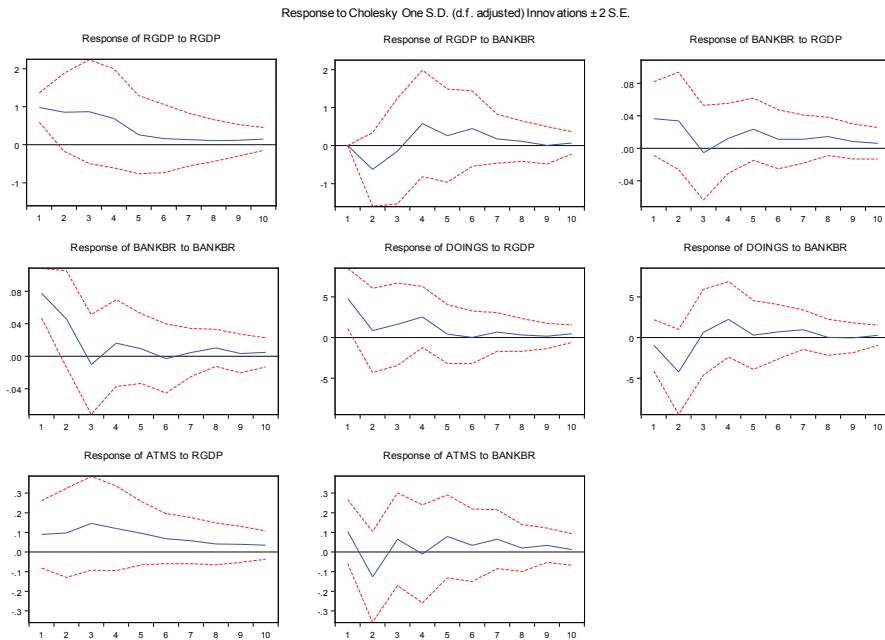 Response to Cholesky One S.D. (d.f. adjusted) Innovations ± 2 S.E.
Response of RGDP to RGDP
2
1
0
-1
1 2 3 4 5 6 7 8 9 10
Response of RGDP to BANKBR
2
1
0
-1
1 2 3 4 5 6 7 8 9 10
Response of BANKBR to RGDP
.08
.04
.00
-.04
1 2 3 4 5 6 7 8 9 10
Response of BANKBR to BANKBR
.08
.04
.00
-.04
1 2 3 4 5 6 7 8 9 10
Response of DOINGS to RGDP
5
0
-5
1 2 3 4 5 6 7 8 9 10
Response of DOINGS to BANKBR
5
0
-5
1 2 3 4 5 6 7 8 9 10
Response of ATMS to RGDP
.3
.2
.1
.0
-.1
-.2
-.3
1 2 3 4 5 6 7 8 9 10
Response of ATMS to BANKBR
.3
.2
.1
.0
-.1
-.2
-.3
1 2 3 4 5 6 7 8 9 10